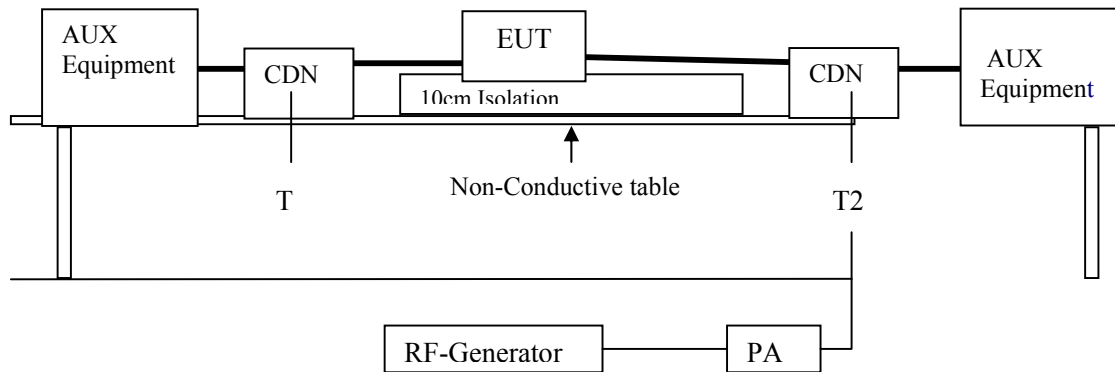 AUX
Equipment
CDN
EUT
10cm Isolation
CDN
AUX
Equipment
Non-Conductive table
T
T2
RF-Generator
PA